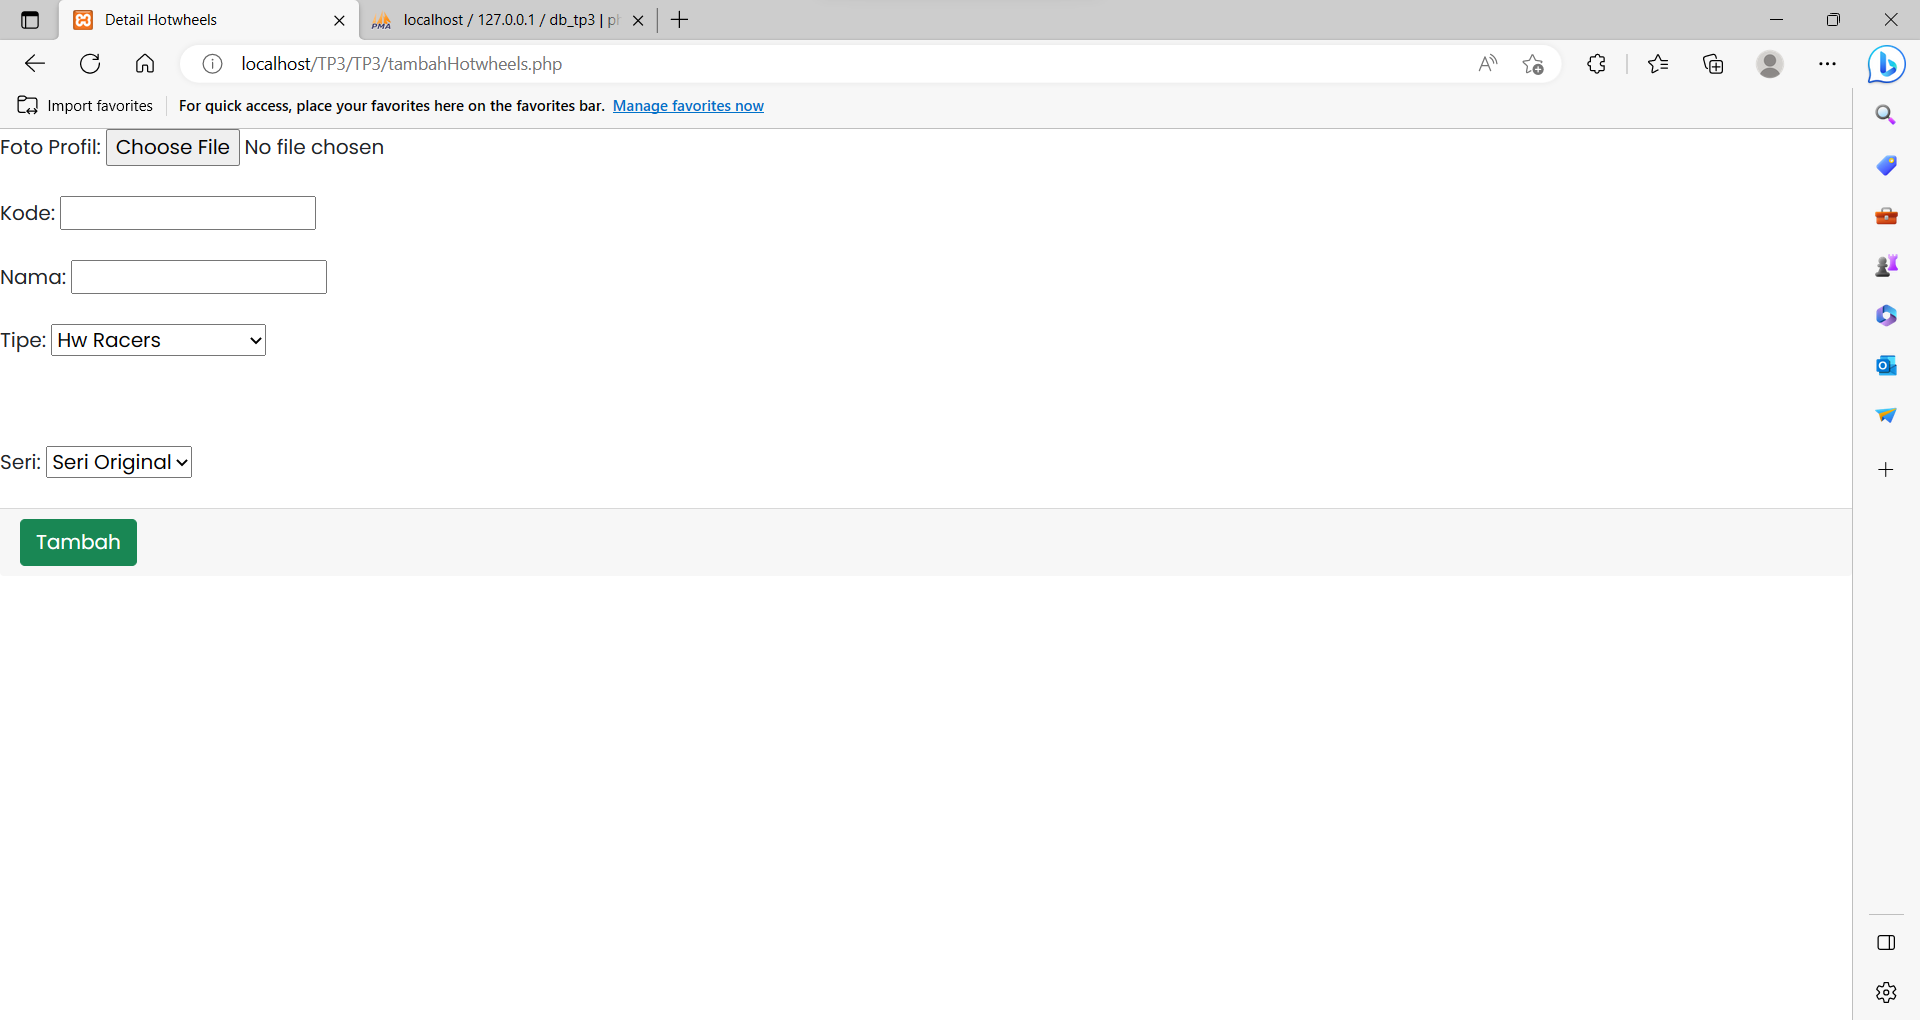 Detail Hotwheels
localhost / 127.0.0.1 / db_tp3 | ph
localhost/TP3/TP3/tambahHotwheels.php
Import favorites For quick access, place your favorites here on the favorites bar. Manage favorites now
Foto Profil: Choose File No file chosen
Kode:
Nama:
Tipe: Hw Racers
Seri: Seri Original
Tambah